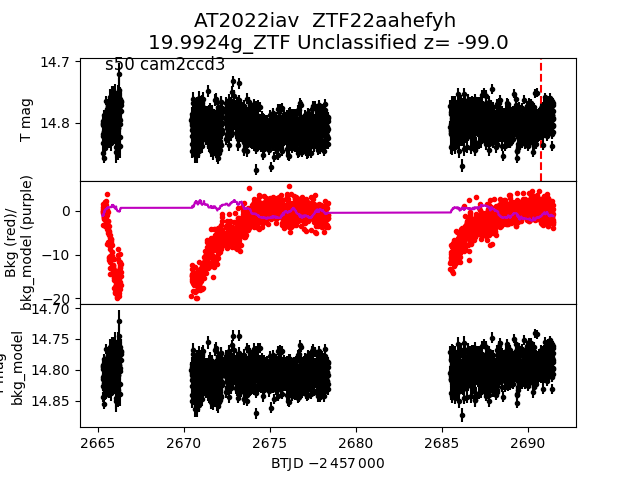 AT2022iav  ZTF22aahefyh
19.9924g_ZTF Unclassified z= -99.0
s50 cam2ccd3
14.7
14.8
T mag
0
−10
−20
Bkg (red)/
bkg_model (purple)
14.70
14.75
14.80
14.85
mag
bkg_model
2665
2670
2675
2680
2685
2690
BTJD −2 457 000